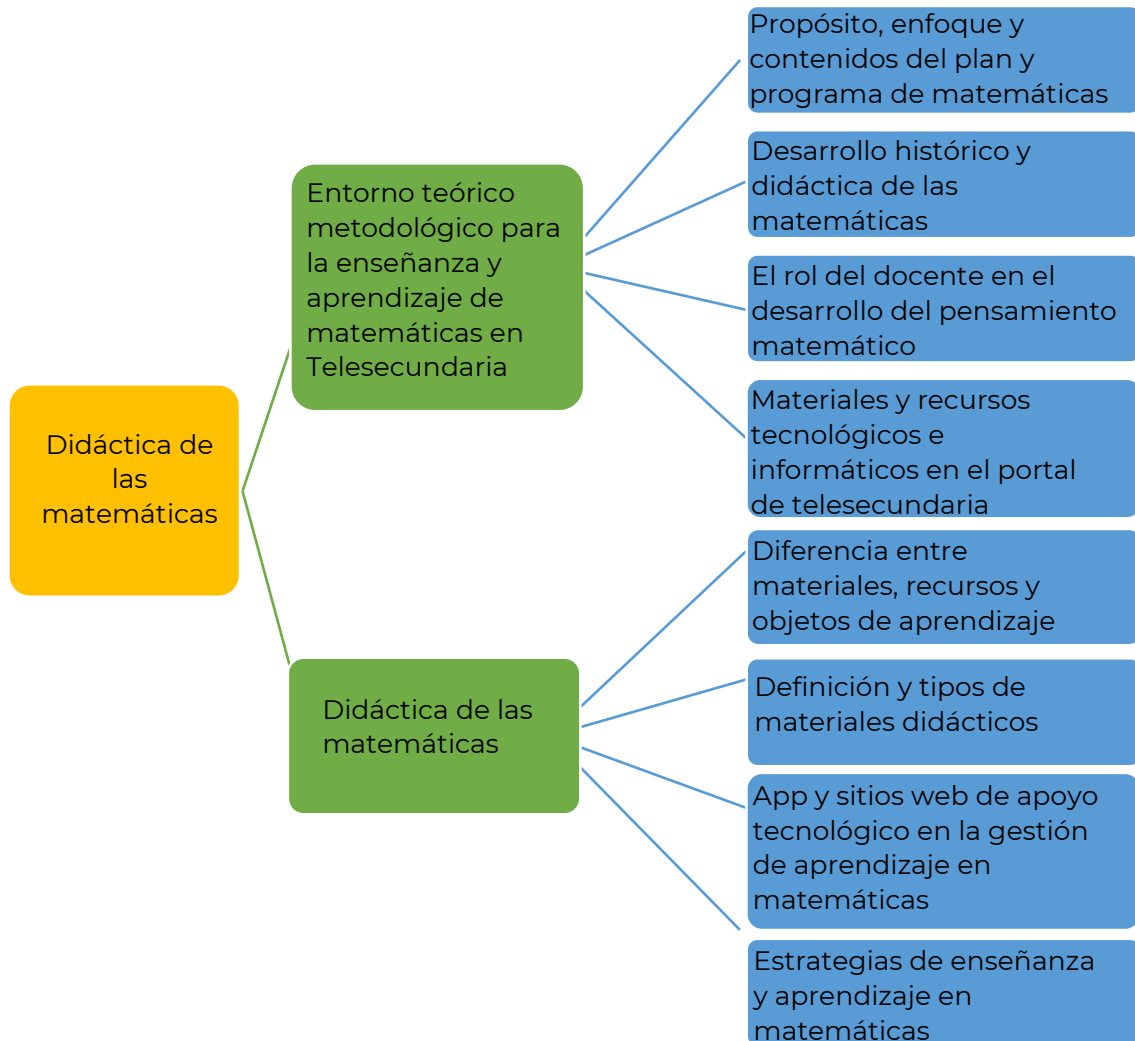 Didáctica de
las
matemáticas
Entorno teórico
metodológico para
la enseñanza y
aprendizaje de
matemáticas en
Telesecundaria
Propósito, enfoque y
contenidos del plan y
programa de matemáticas
Desarrollo histórico y
didáctica de las
matemáticas
El rol del docente en el
desarrollo del pensamiento
matemático
Materiales y recursos
tecnológicos e
informáticos en el portal
de telesecundaria
Didáctica de las
matemáticas
Diferencia entre
materiales, recursos y
objetos de aprendizaje
Definición y tipos de
materiales didácticos
App y sitios web de apoyo
tecnológico en la gestión
de aprendizaje en
matemáticas
Estrategias de enseñanza
y aprendizaje en
matemáticas